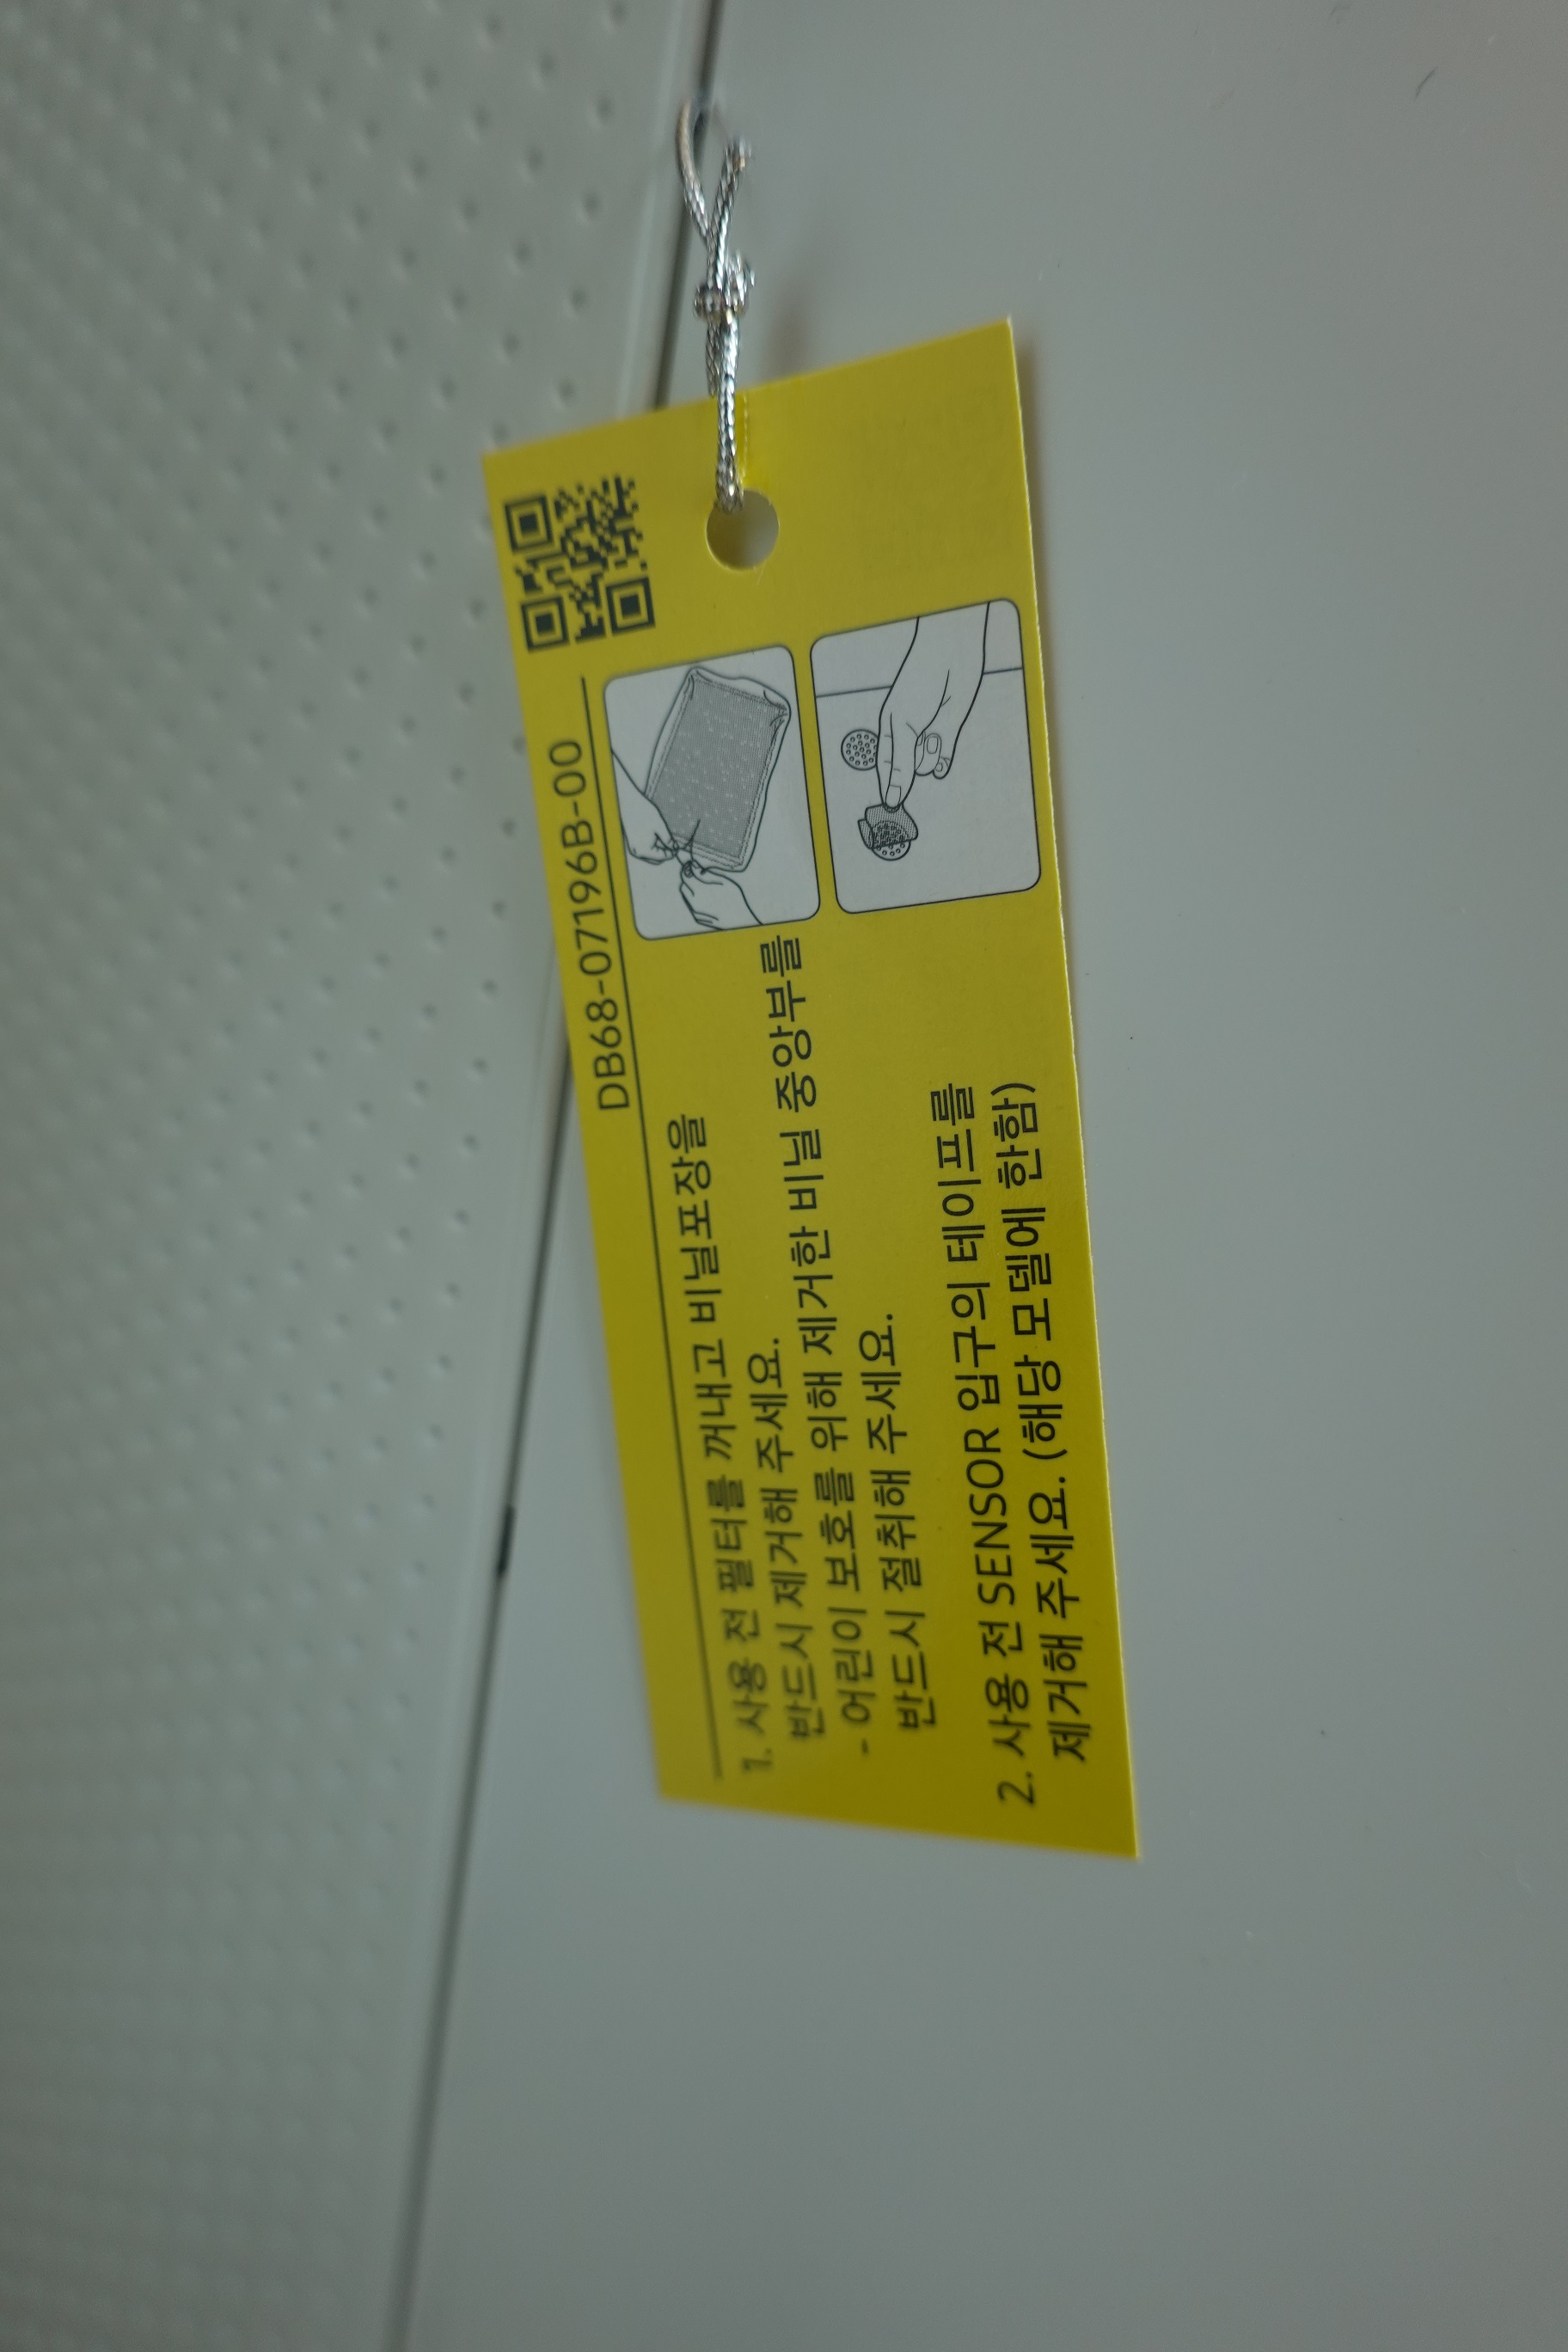 DB68-07196B-00
1. 사용 전 필터를 꺼내고 비닐포장을
반드시 제거해 주세요.
- 어린이 보호를 위해 제거한 비닐 중앙부를
반드시 절취해 주세요.
2. 사용 전 SENSOR 입구의 테이프를
제거해 주세요. (해당 모델에 한함)